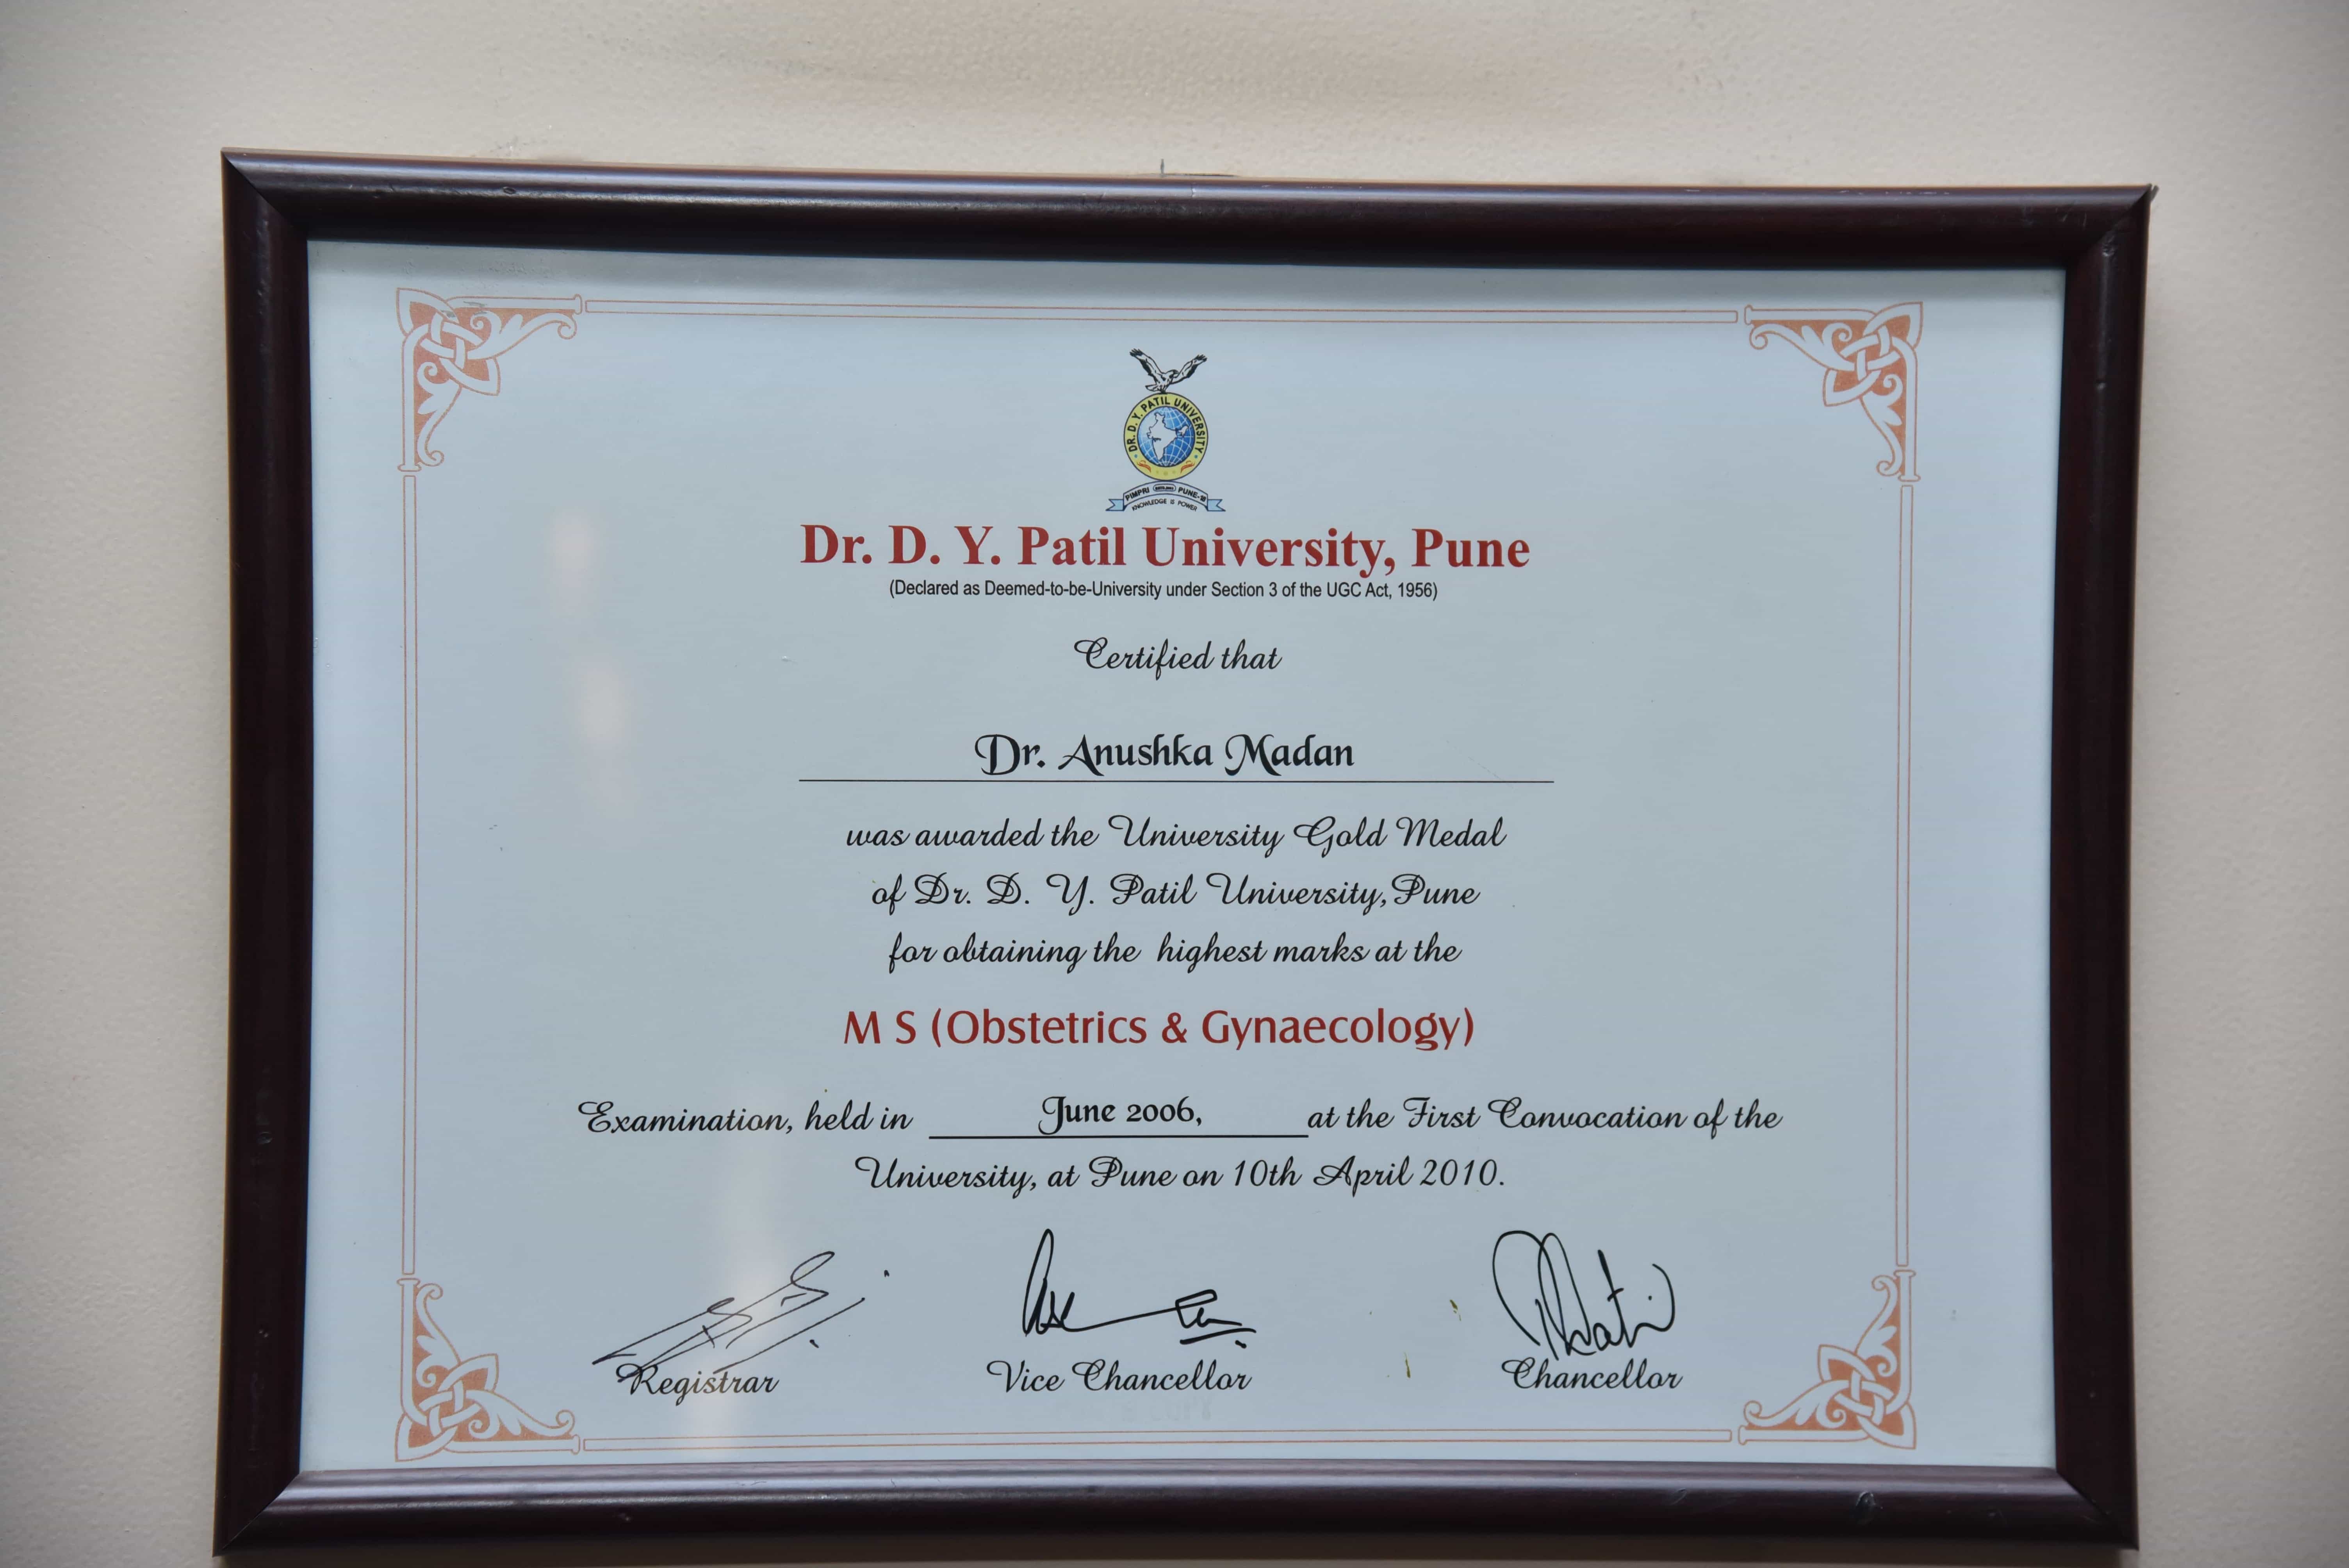 DR. D. Y. PATIL UNIVERSITY
PIMPRI PUNE-18
KNOWLEDGE IS POWER
Dr. D. Y. Patil University, Pune
(Declared as Deemed-to-be-University under Section 3 of the UGC Act, 1956)
Certified that
Dr. Anushka Madan
was awarded the University Gold Medal
of Dr. D. Y. Patil University, Pune
for obtaining the highest marks at the
M S (Obstetrics & Gynaecology)
Examination, held in June 2006, at the First Convocation of the
University, at Pune on 10th April 2010.
Registrar Vice Chancellor Chancellor